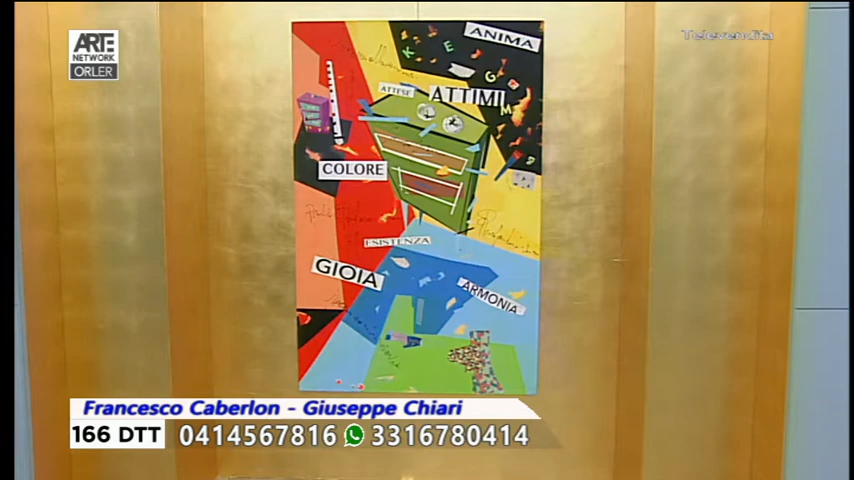 ARTE
NETWORK
ORLER
Televendita
ANIMA
K E G M
ATTESE
ATTIMI
COLORE
ESISTENZA
GIOIA
ARMONIA
Francesco Caberlon - Giuseppe Chiari
166 DTT 0414567816 3316780414